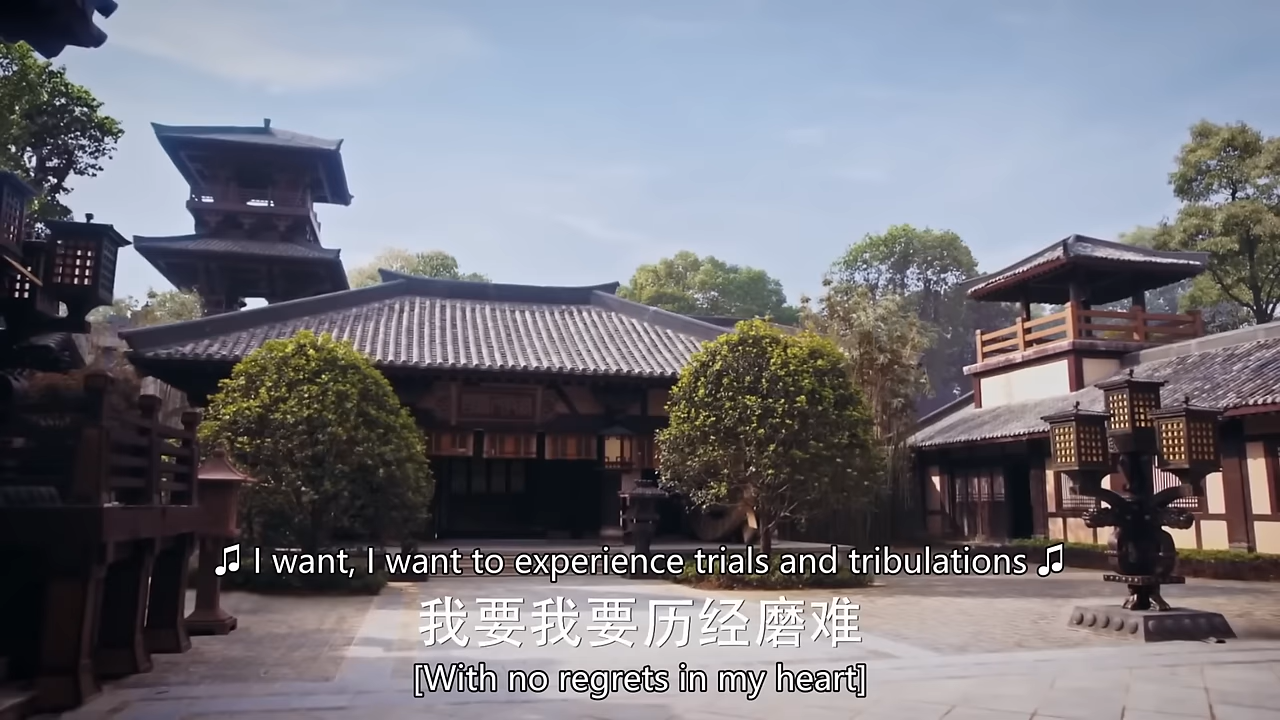 ♫ I want, I want to experience trials and tribulations ♫
我要我要历经磨难
[With no regrets in my heart]